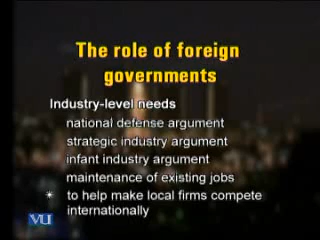 The role of foreign
governments
Industry-level needs
national defense argument
strategic industry argument
infant industry argument
maintenance of existing jobs
* to help make local firms compete
internationally
VU